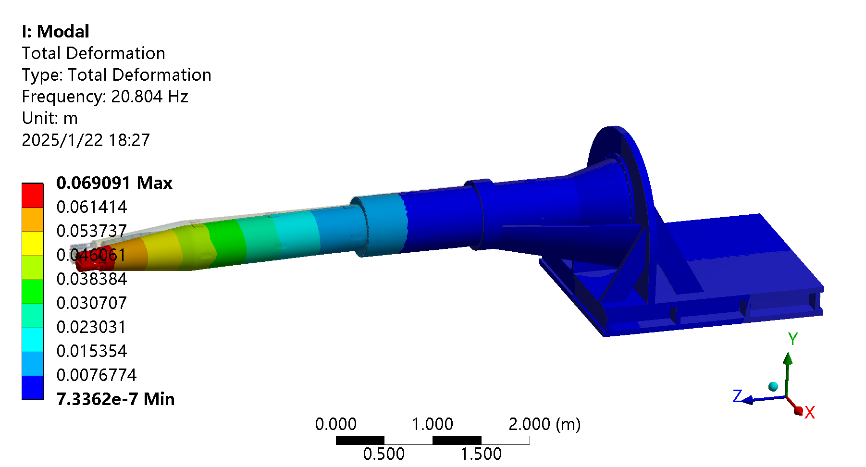 I: Modal
Total Deformation
Type: Total Deformation
Frequency: 20.804 Hz
Unit: m
2025/1/22 18:27
0.069091 Max
0.061414
0.053737
0.046061
0.038384
0.030707
0.023031
0.015354
0.0076774
7.3362e-7 Min
Y
Z
X
0.000 1.000 2.000 (m)
0.500 1.500